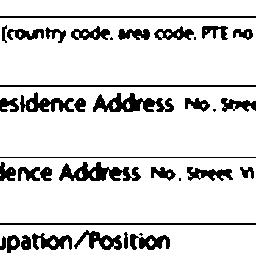 (country code, area code, PTE no
esidence Address No., Stree
dence Address No., Street Vi
upation/Position